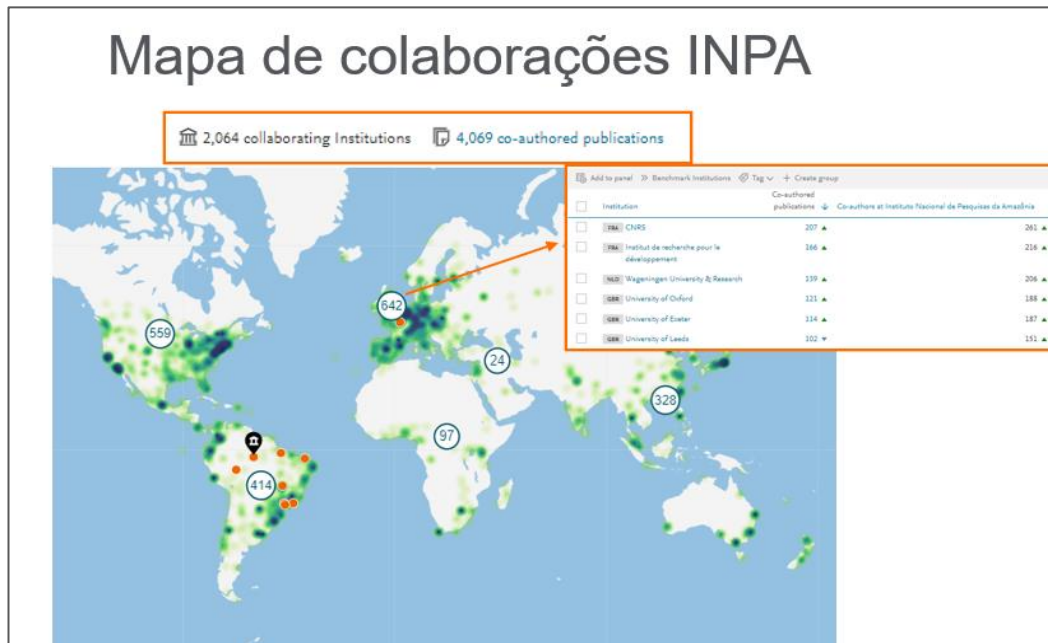 Mapa de colaborações INPA
2,064 collaborating Institutions 4,069 co-authored publications
Add to panel Benchmark Institutions Tag + Create group
Institution Co-authored publications Co-authors at Instituto Nacional de Pesquisas da Amazônia
FRA CNRS 207 261
FRA Institut de recherche pour le développement 166 216
NLD Wageningen University & Research 159 206
GBR University of Oxford 121 188
GBR University of Exeter 114 187
GBR University of Leeds 102 151
642
559
24
328
97
414